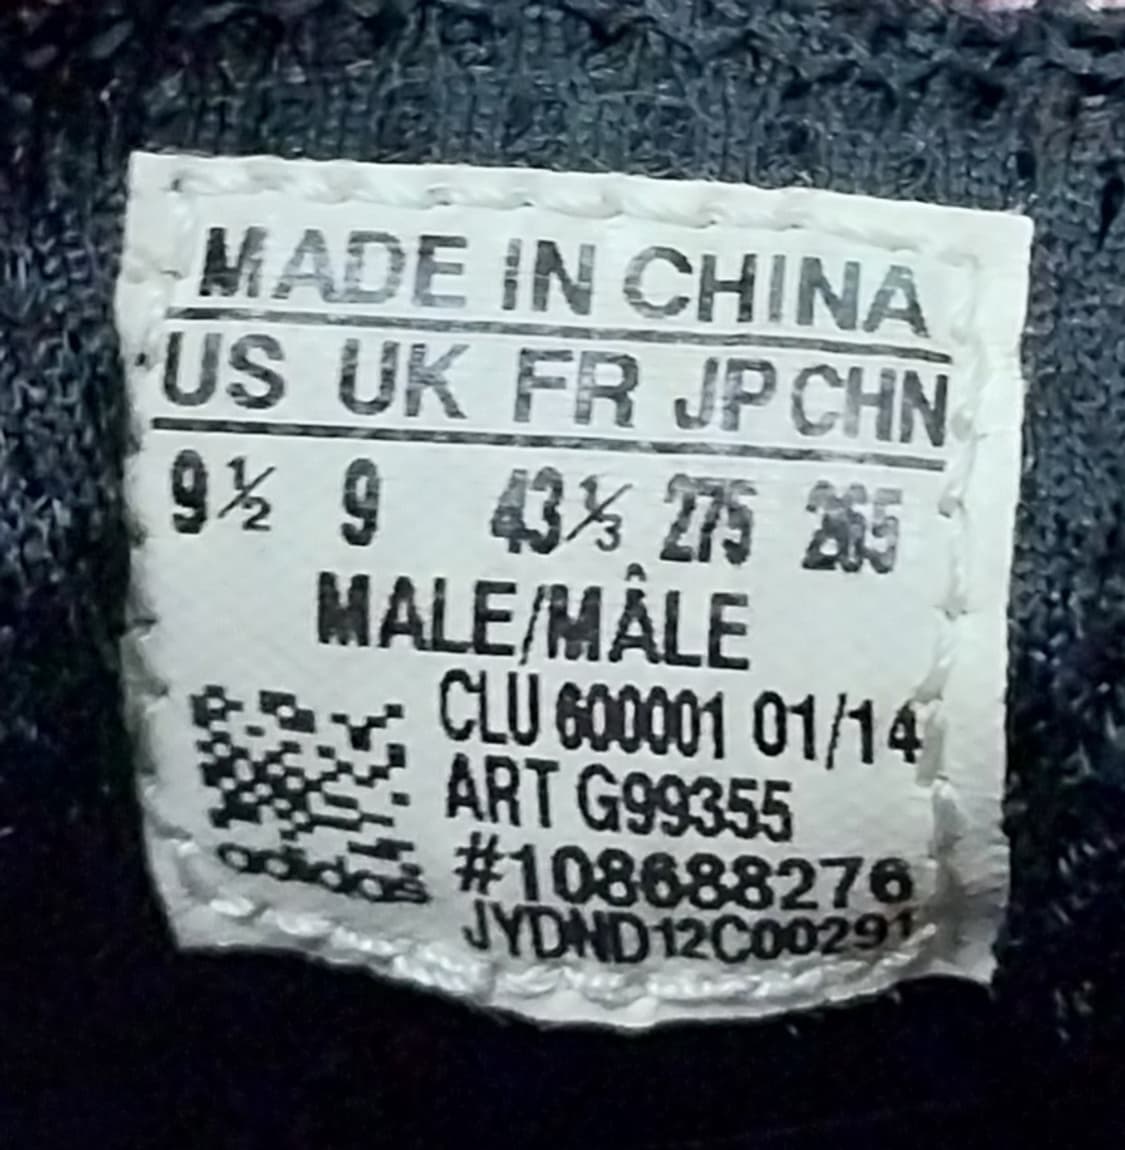 MADE IN CHINA
US UK FR JP CHN
9½ 9 43⅓ 275 265
MALE/MÂLE
CLU 600001 01/14
ART G99355
#108688276
JYDND12C00291
adidas